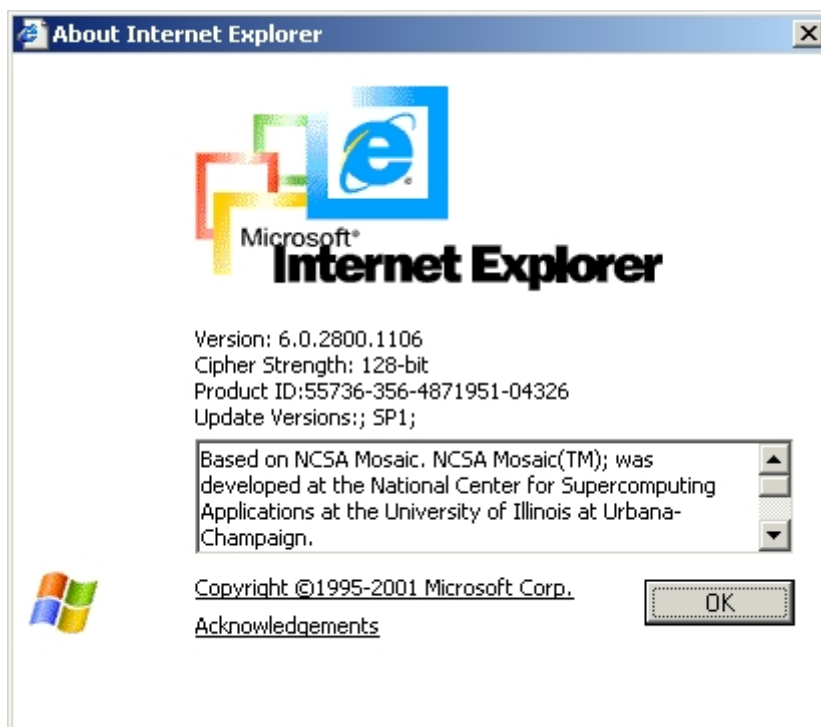 About Internet Explorer
Microsoft®
Internet Explorer
Version: 6.0.2800.1106
Cipher Strength: 128-bit
Product ID:55736-356-4871951-04326
Update Versions:; SP1;
Based on NCSA Mosaic. NCSA Mosaic(TM); was
developed at the National Center for Supercomputing
Applications at the University of Illinois at Urbana-
Champaign.
Copyright ©1995-2001 Microsoft Corp.
OK
Acknowledgements